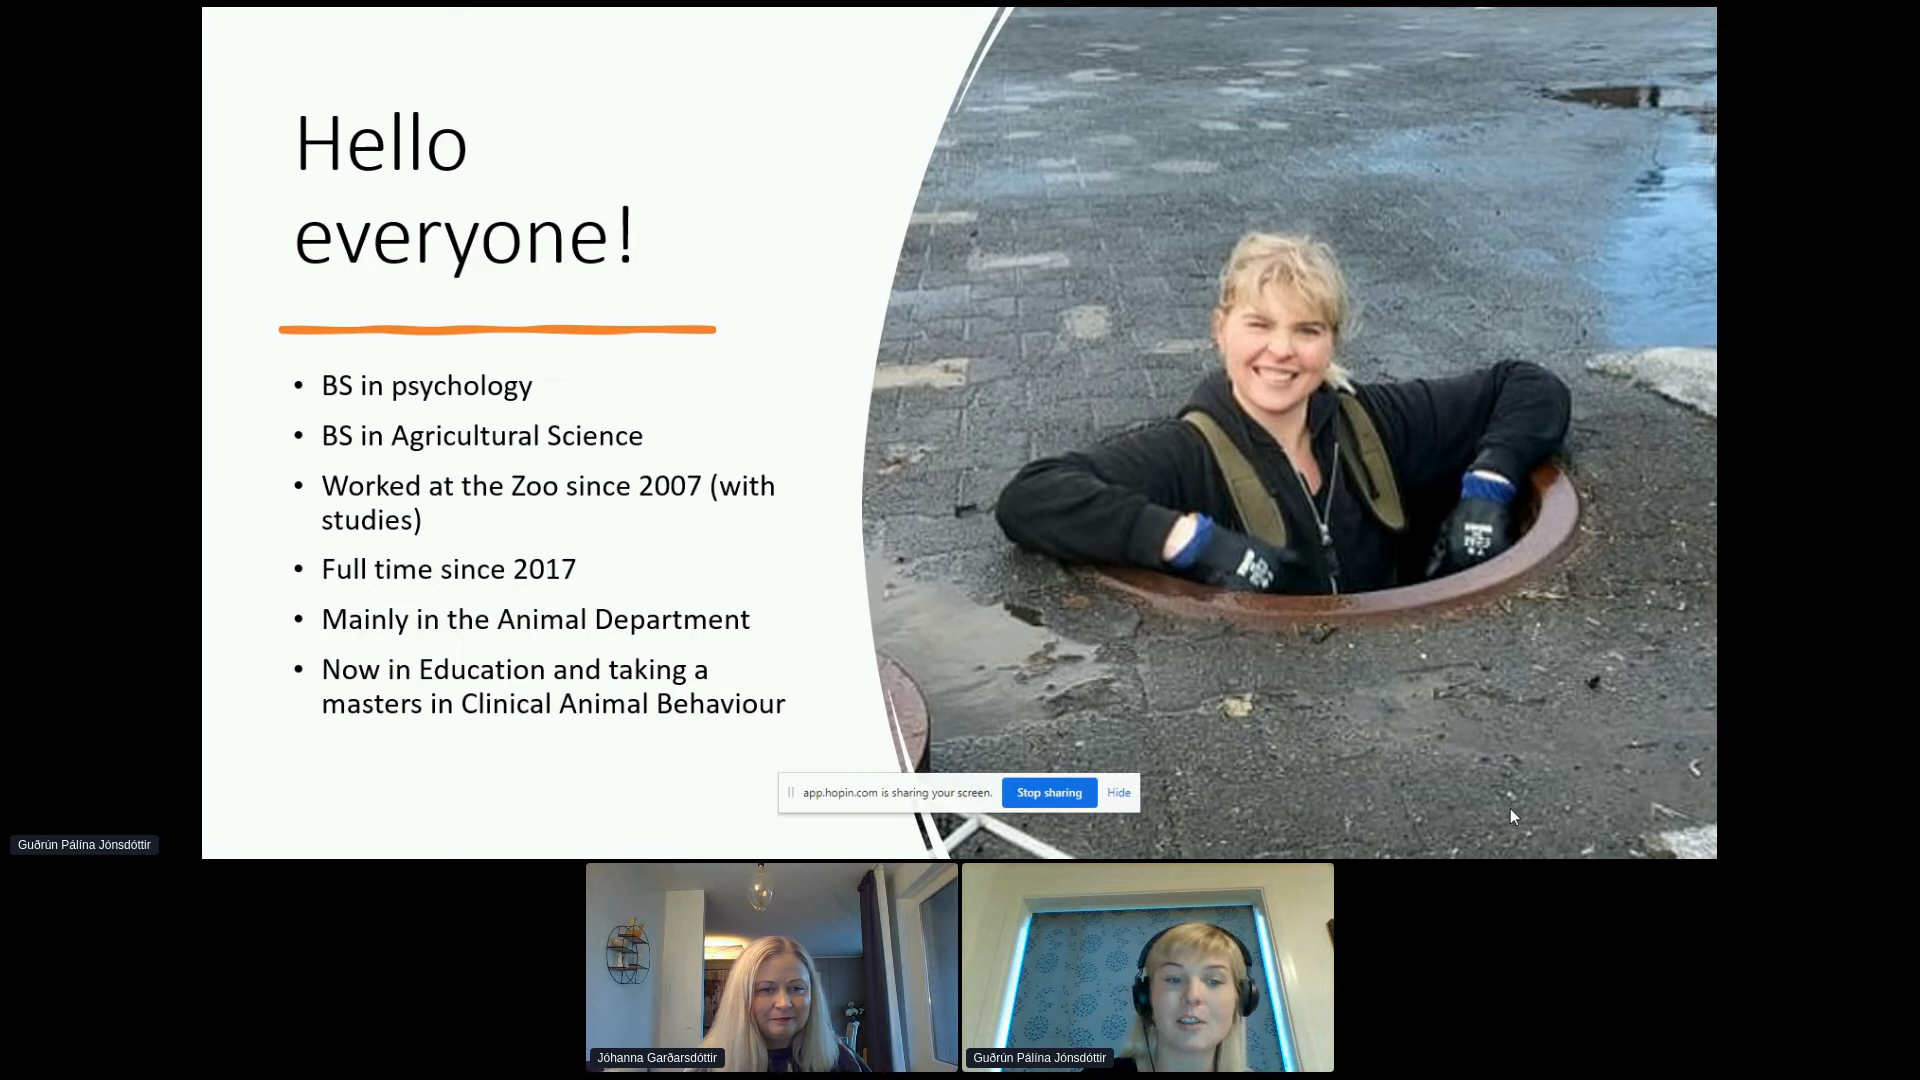 Hello
everyone!
• BS in psychology
• BS in Agricultural Science
• Worked at the Zoo since 2007 (with
studies)
• Full time since 2017
• Mainly in the Animal Department
• Now in Education and taking a
masters in Clinical Animal Behaviour
app.hopin.com is sharing your screen. Stop sharing Hide
Guðrún Pálína Jónsdóttir
Jóhanna Garðarsdóttir
Guðrún Pálína Jónsdóttir